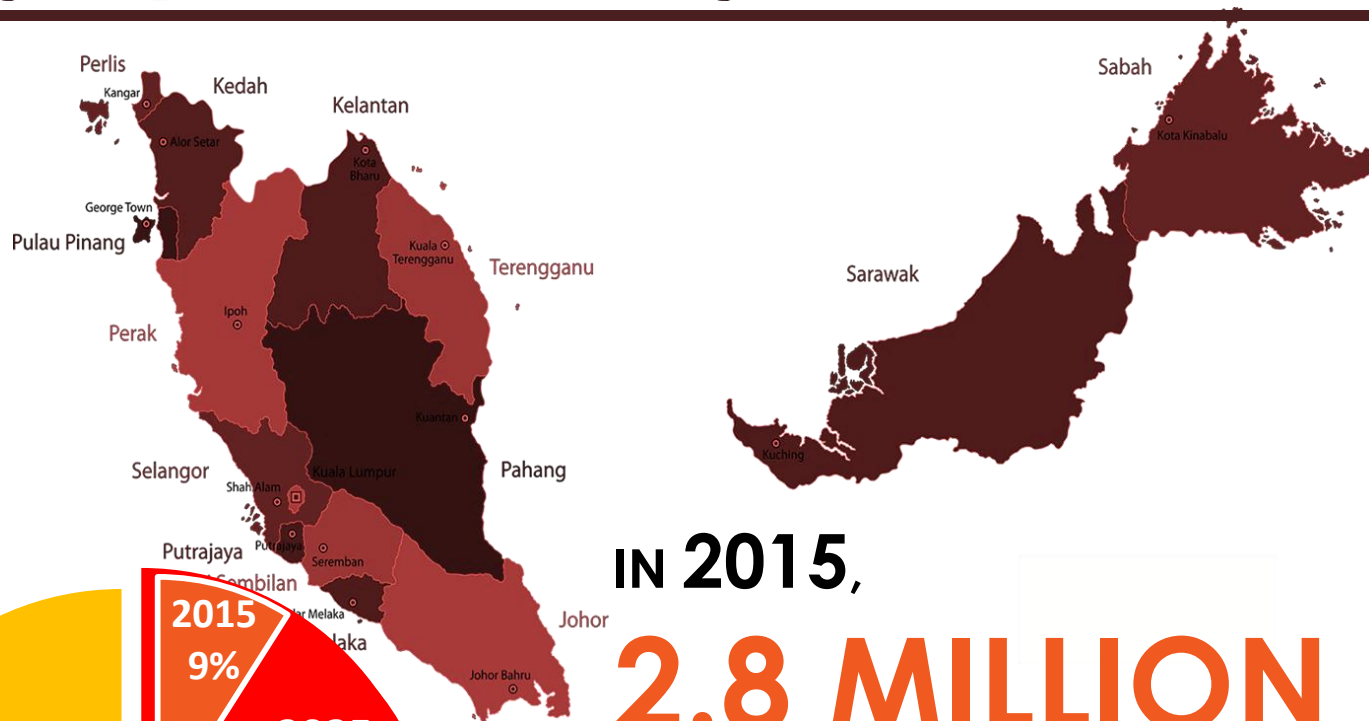 Perlis
Kangar
Kedah
Alor Setar
Kelantan
Kota
Bharu
George Town
Pulau Pinang
Kuala
Terengganu
Terengganu
Ipoh
Perak
Kuantan
Pahang
Selangor
Kuala Lumpur
Shah Alam
Putrajaya
Putrajaya
Seremban
Sembilan
Melaka
Johor
Johor Bahru
Sabah
Kota Kinabalu
Sarawak
Kuching
2015
9%
IN 2015,
2.8 MILLION